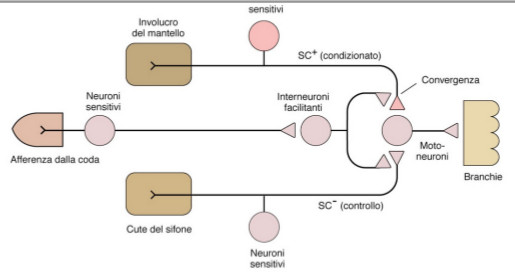 sensitivi
Involucro
del mantello
SC+ (condizionato)
Convergenza
Neuroni
sensitivi
Interneuroni
facilitanti
Afferenza dalla coda
Moto-
neuroni
Branchie
SC− (controllo)
Cute del sifone
Neuroni
sensitivi